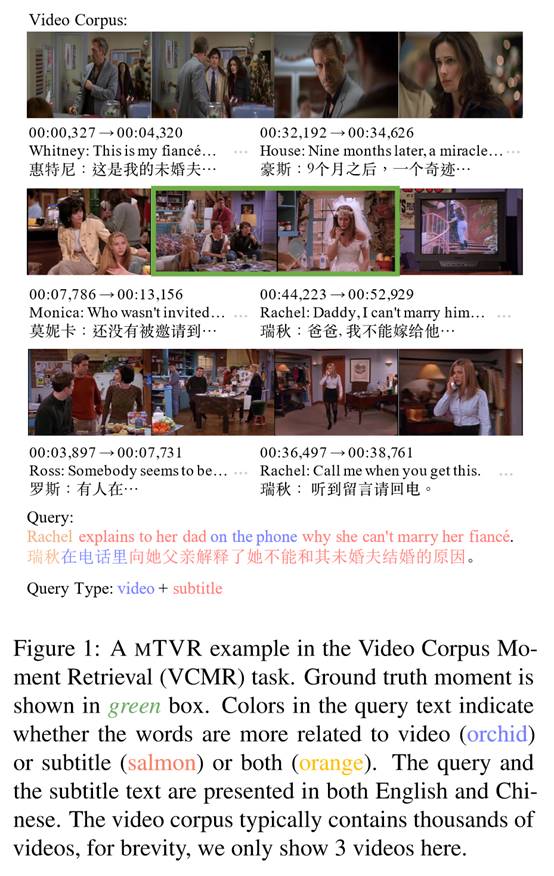 Video Corpus:
00:00,327→00:04,320
00:32,192→00:34,626
Whitney: This is my fiancé… ···
House: Nine months later, a miracle… ···
惠特尼：这是我的未婚夫···
豪斯：9个月之后，一个奇迹···
00:07,786→00:13,156
00:44,223→00:52,929
Monica: Who wasn't invited… ···
Rachel: Daddy, I can't marry him… ···
莫妮卡：还没有被邀请到···
瑞秋：爸爸, 我不能嫁给他···
00:03,897→00:07,731
00:36,497→00:38,761
Ross: Somebody seems to be… ···
Rachel: Call me when you get this. ···
罗斯：有人在···
瑞秋： 听到留言请回电。
Query:
Rachel explains to her dad on the phone why she can't marry her fiancé.
瑞秋在电话里向她父亲解释了她不能和其未婚夫结婚的原因。
Query Type: video + subtitle
Figure 1: A MTVR example in the Video Corpus Mo-
ment Retrieval (VCMR) task. Ground truth moment is
shown in green box. Colors in the query text indicate
whether the words are more related to video (orchid)
or subtitle (salmon) or both (orange). The query and
the subtitle text are presented in both English and Chi-
nese. The video corpus typically contains thousands of
videos, for brevity, we only show 3 videos here.